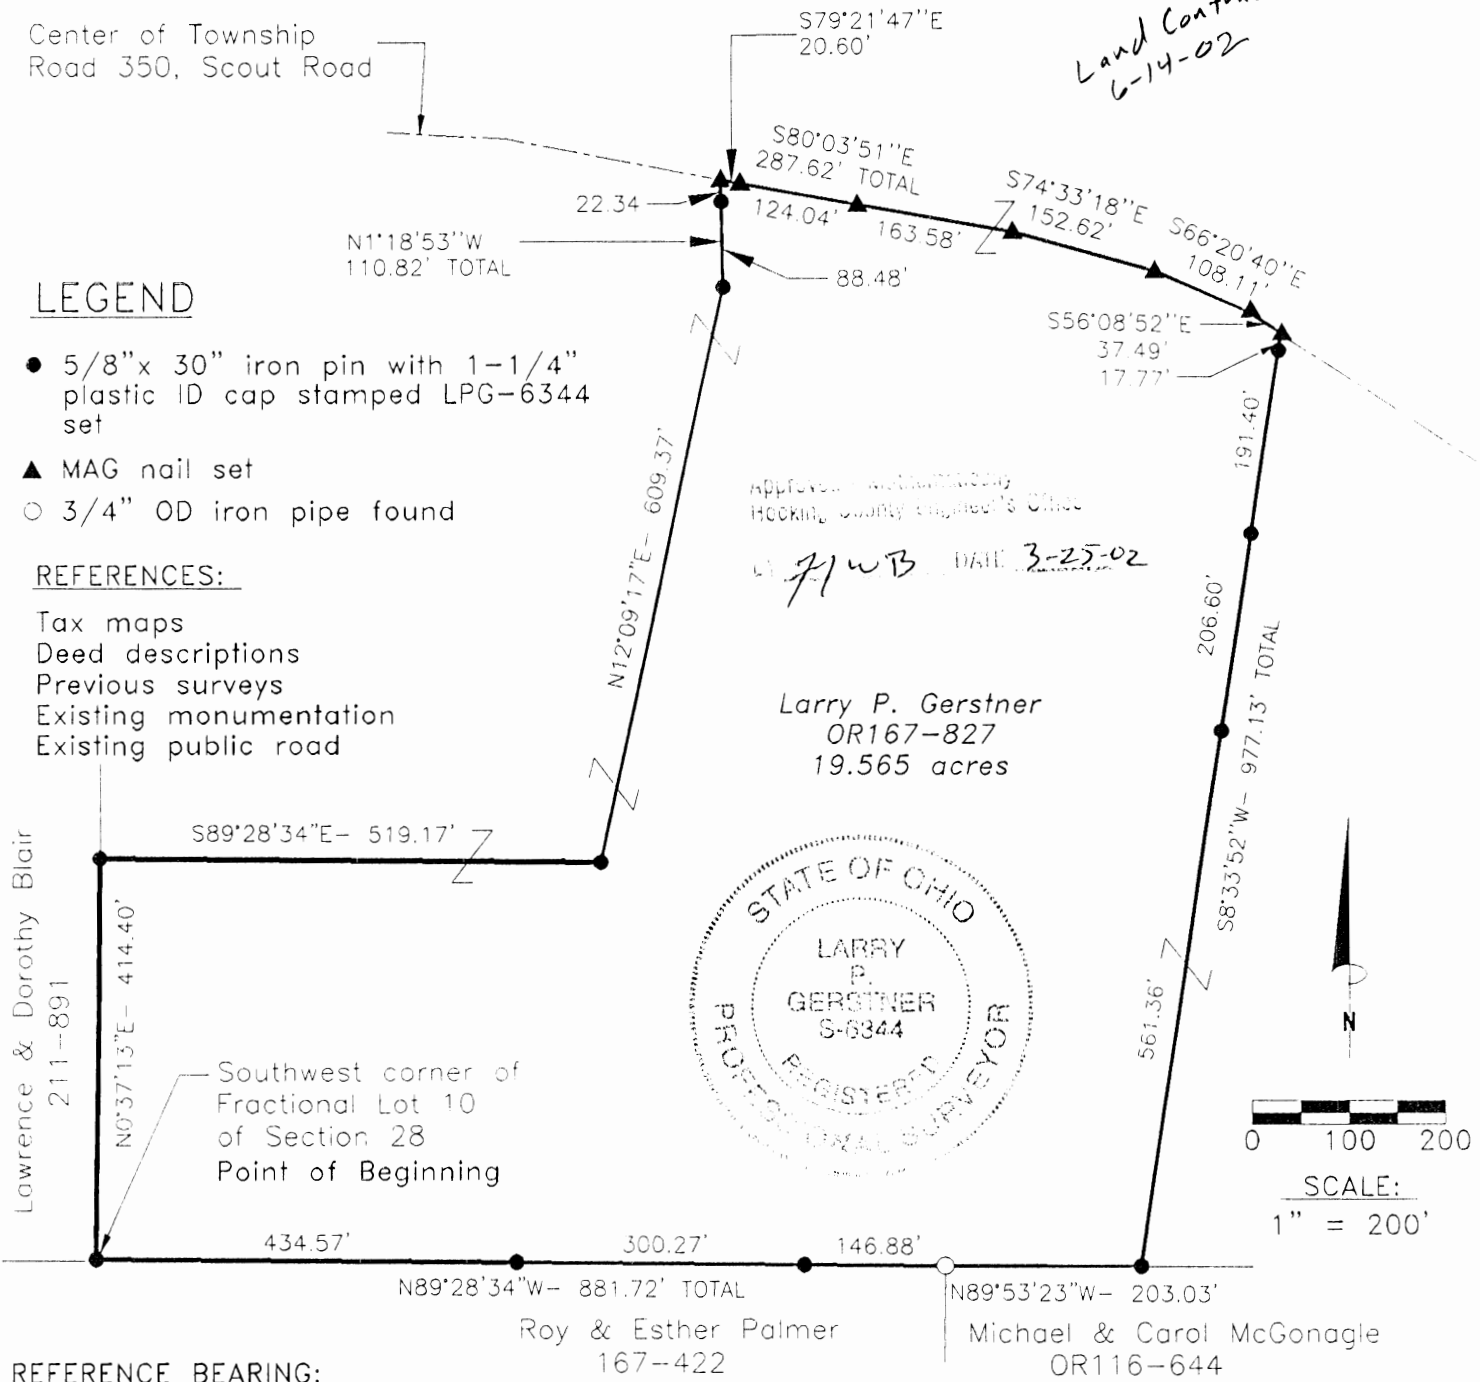 Center of Township
Road 350, Scout Road
S79°21'47"E
20.60'
Land
6-14-02
S80°03'51"E
287.62' TOTAL
124.04'
163.58'
S74°33'18"E
152.62'
S66°20'40"E
108.11'
22.34
N1°18'53"W
110.82' TOTAL
88.48'
S56°08'52"E
37.49'
17.77'
LEGEND
5/8"x 30" iron pin with 1-1/4"
plastic ID cap stamped LPG-6344
set
MAG nail set
3/4" OD iron pipe found
REFERENCES:
Tax maps
Deed descriptions
Previous surveys
Existing monumentation
Existing public road
N12°09'17"E- 609.37'
191.40'
206.60'
S8°33'52"W- 977.13' TOTAL
561.36'
Approved Mathematically
Hocking County Engineer's Office
DATE 3-25-02
Larry P. Gerstner
OR167-827
19.565 acres
S89°28'34"E- 519.17'
Lawrence & Dorothy Blair
211-891
N0°37'13"E- 414.40'
STATE OF OHIO
LARRY
P.
GERSTNER
S-6344
REGISTERED
PROFESSIONAL SURVEYOR
N
0 100 200
SCALE:
1" = 200'
Southwest corner of
Fractional Lot 10
of Section 28
Point of Beginning
434.57'
300.27'
146.88'
N89°28'34"W- 881.72' TOTAL
N89°53'23"W- 203.03'
Roy & Esther Palmer
167-422
Michael & Carol McGonagle
OR116-644
REFERENCE BEARING: